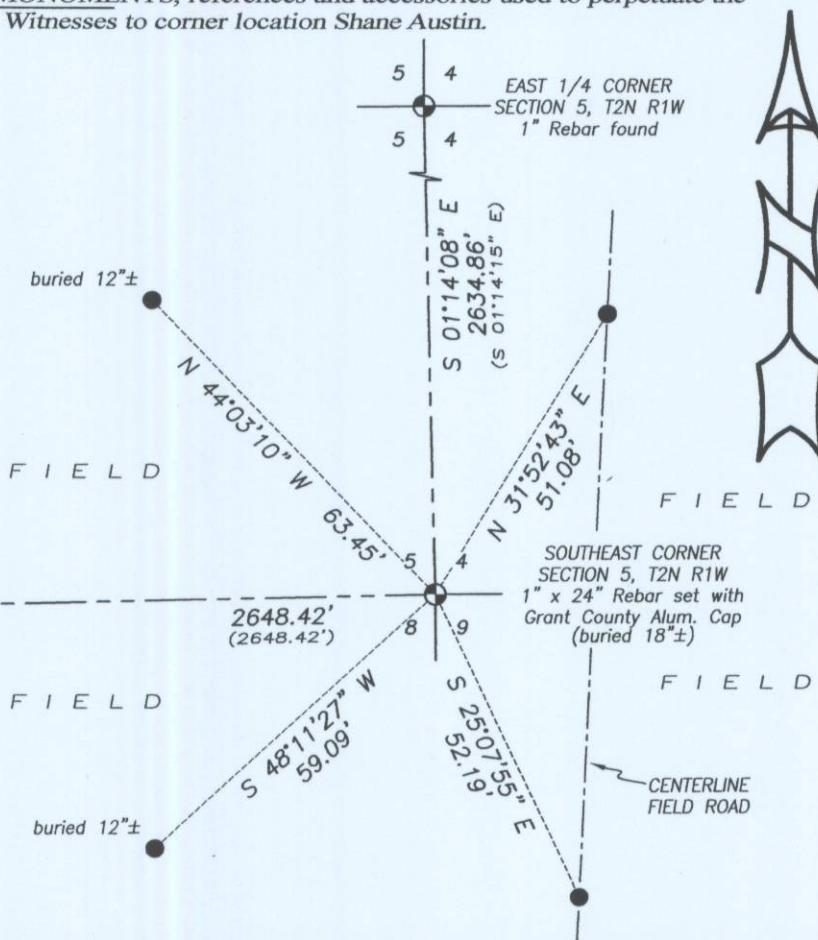 MONUMENTS, references and accessories used to perpetuate the
Witnesses to corner location Shane Austin.
5 4
5 4
EAST 1/4 CORNER
SECTION 5, T2N R1W
1" Rebar found
S 01°14'08" E
2634.86'
(S 01°14'15" E)
buried 12"±
N 44°03'10" W 63.45'
N 31°52'43" E
51.08'
FIELD
FIELD
5 4
8 9
SOUTHEAST CORNER
SECTION 5, T2N R1W
1" x 24" Rebar set with
Grant County Alum. Cap
(buried 18"±)
2648.42'
(2648.42')
FIELD
FIELD
S 48°11'27" W
59.09'
S 25°07'55" E
52.19'
CENTERLINE
FIELD ROAD
buried 12"±
N